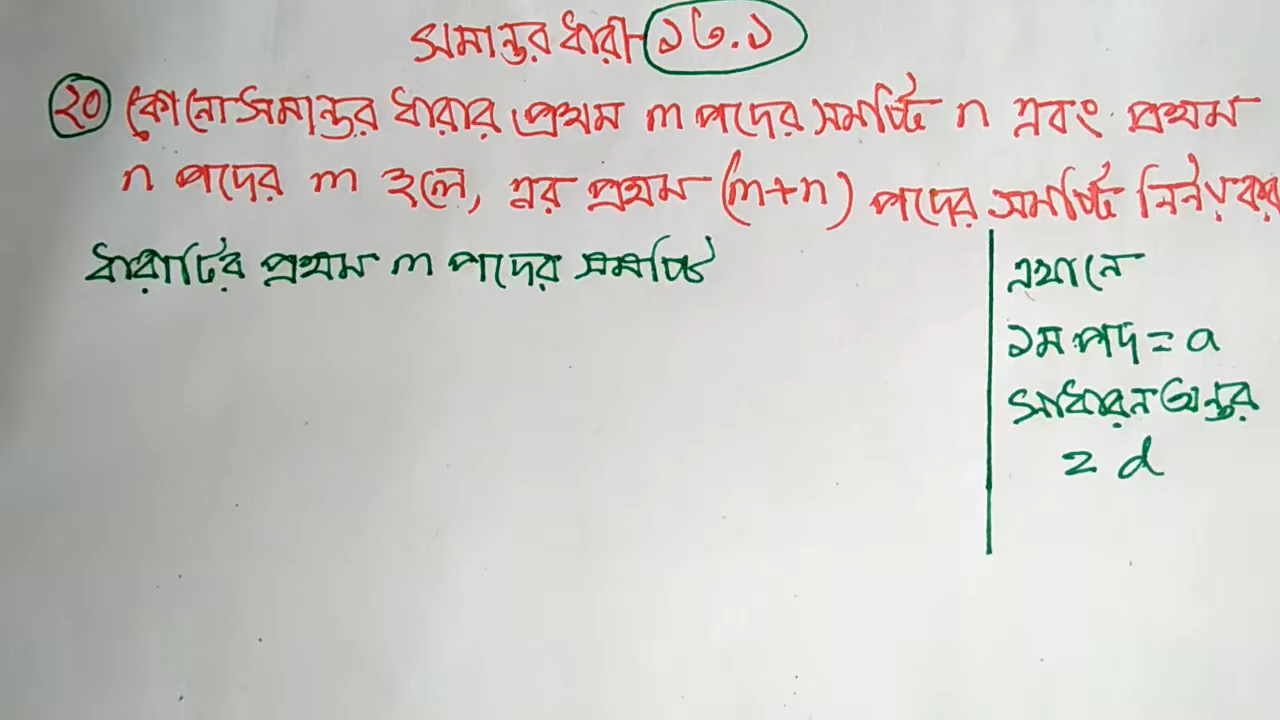 সমান্তর ধারা-১৩.১
২০ কোনো সমান্তর ধারার প্রথম m পদের সমষ্টি n এবং প্রথম
n পদের m হলে, এর প্রথম (m+n) পদের সমষ্টি নির্ণয় কর
ধারাটির প্রথম m পদের সমষ্টি
এখানে
১ম পদ = a
সাধারন অন্তর
= d